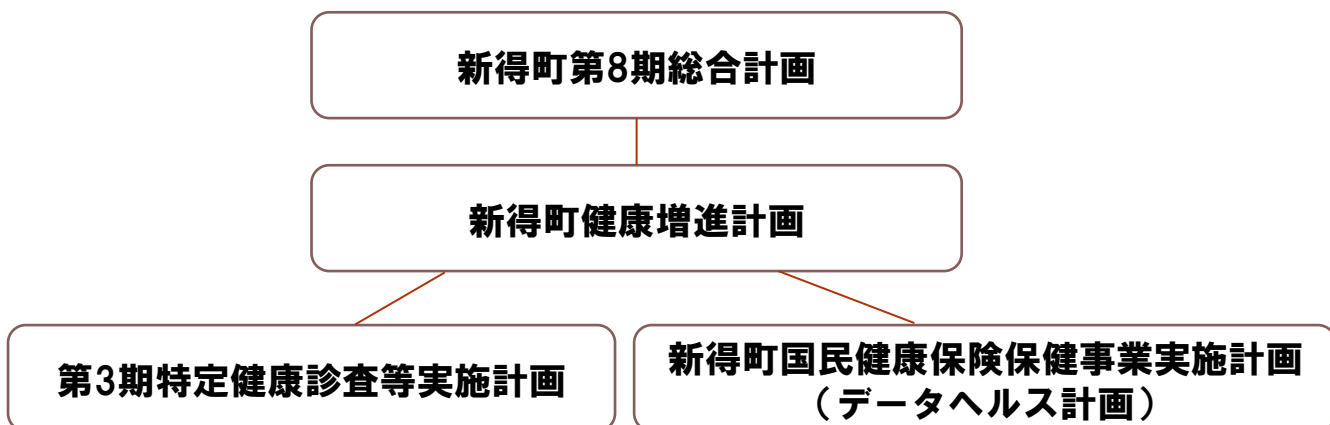 新得町第8期総合計画
新得町健康増進計画
第3期特定健康診査等実施計画
新得町国民健康保険保健事業実施計画
（データヘルス計画）